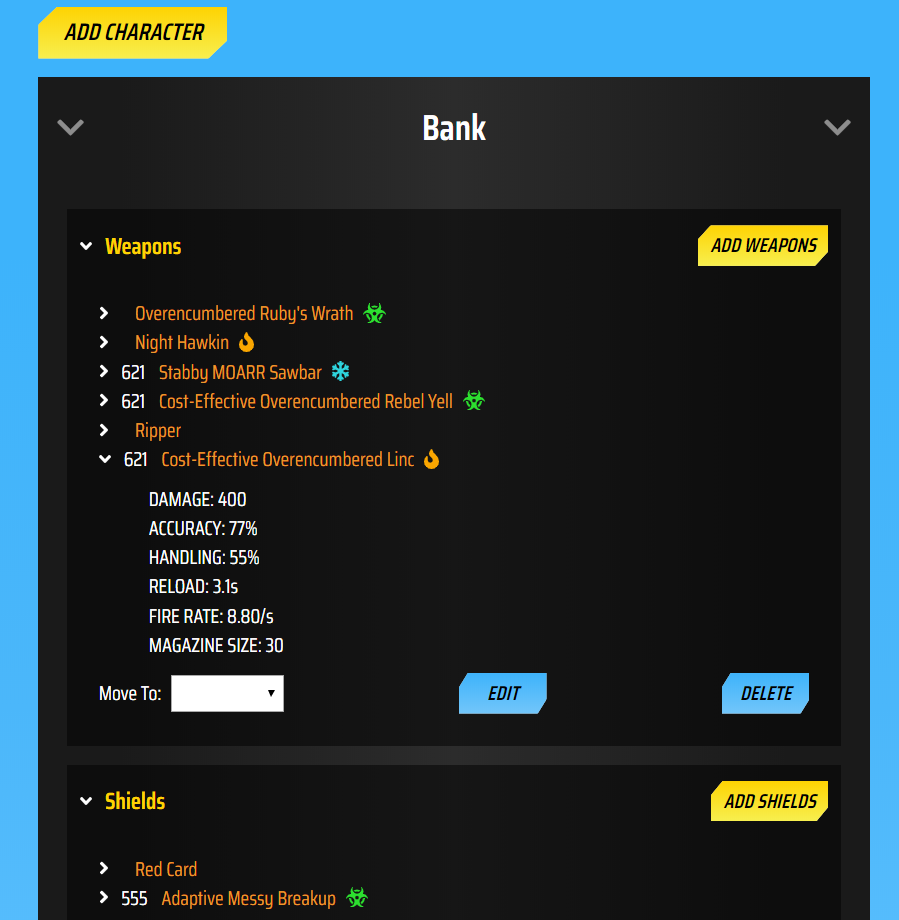 ADD CHARACTER
Bank
Weapons
ADD WEAPONS
Overencumbered Ruby's Wrath
Night Hawkin
621 Stabby MOARR Sawbar
621 Cost-Effective Overencumbered Rebel Yell
Ripper
621 Cost-Effective Overencumbered Linc
DAMAGE: 400
ACCURACY: 77%
HANDLING: 55%
RELOAD: 3.1s
FIRE RATE: 8.80/s
MAGAZINE SIZE: 30
Move To:
EDIT
DELETE
Shields
ADD SHIELDS
Red Card
555 Adaptive Messy Breakup